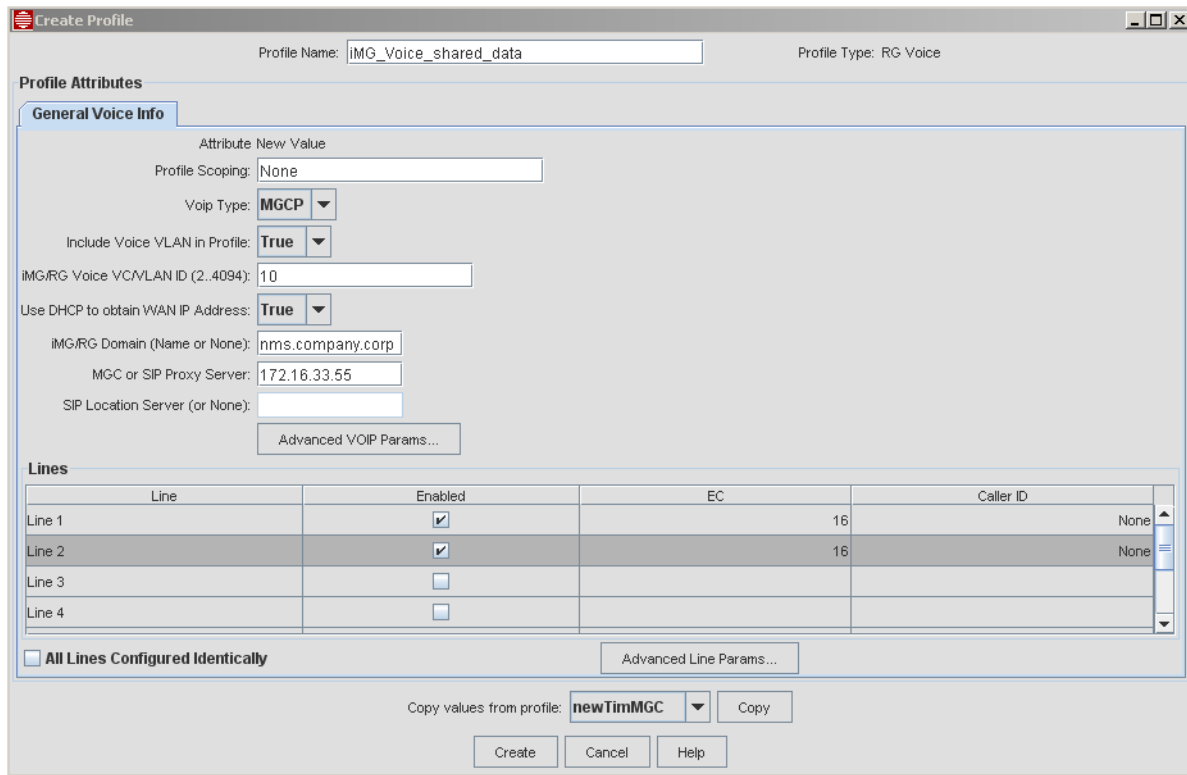 Create Profile
Profile Name: iMG_Voice_shared_data Profile Type: RG Voice
Profile Attributes
General Voice Info
Attribute New Value
Profile Scoping: None
Voip Type: MGCP
Include Voice VLAN in Profile: True
iMG/RG Voice VC/VLAN ID (2..4094): 10
Use DHCP to obtain WAN IP Address: True
iMG/RG Domain (Name or None): nms.company.corp
MGC or SIP Proxy Server: 172.16.33.55
SIP Location Server (or None):
Advanced VOIP Params...
Lines
Line Enabled EC Caller ID
Line 1 16 None
Line 2 16 None
Line 3
Line 4
All Lines Configured Identically Advanced Line Params...
Copy values from profile: newTimMGC Copy
Create Cancel Help